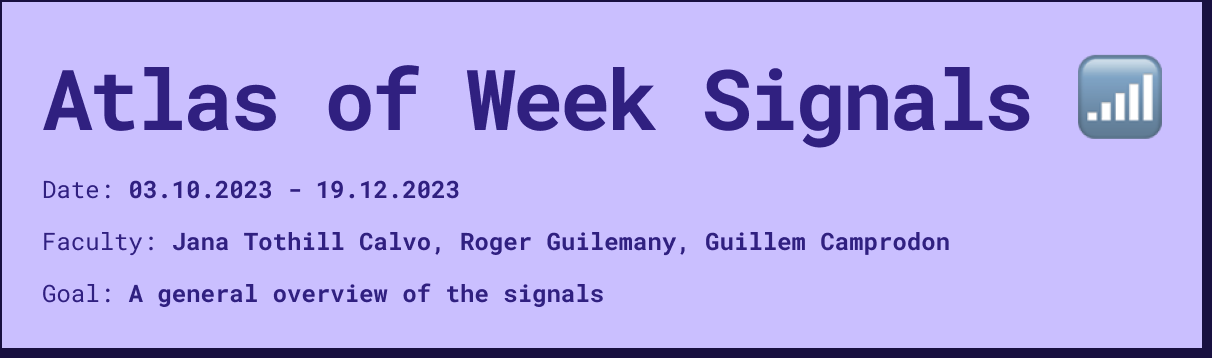 Atlas of Week Signals
Date: 03.10.2023 - 19.12.2023
Faculty: Jana Tothill Calvo, Roger Guilemany, Guillem Camprodon
Goal: A general overview of the signals